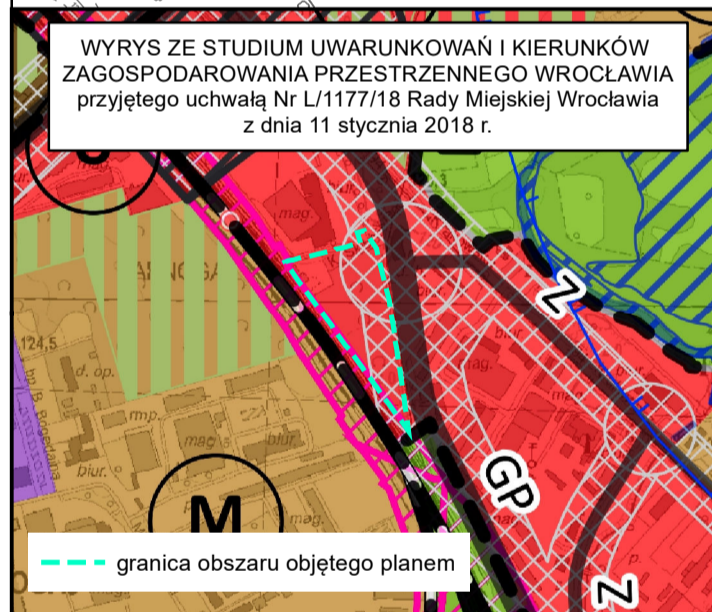 WYRYS ZE STUDIUM UWARUNKOWAŃ I KIERUNKÓW
ZAGOSPODAROWANIA PRZESTRZENNEGO WROCŁAWIA
przyjętego uchwałą Nr L/1177/18 Rady Miejskiej Wrocławia
z dnia 11 stycznia 2018 r.
mag.
Z
124,5
d. op.
biur
mag.
rmp.
mag
biur.
biur.
GP
M
mag.
p.
Z
granica obszaru objętego planem